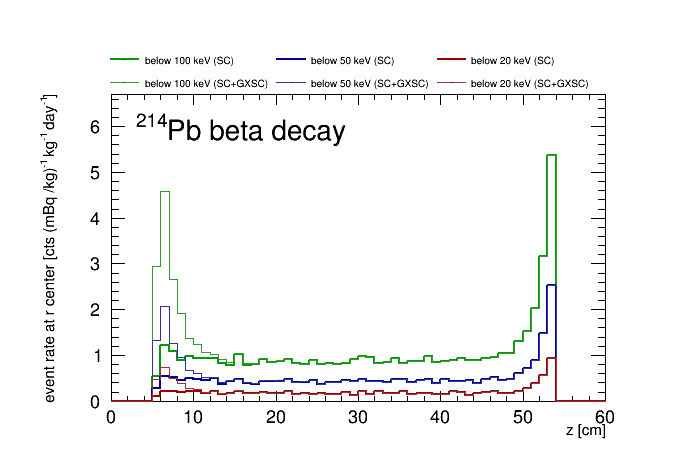 below 100 keV (SC) below 50 keV (SC) below 20 keV (SC)
below 100 keV (SC+GXSC) below 50 keV (SC+GXSC) below 20 keV (SC+GXSC)
event rate at r center [cts (mBq /kg)⁻¹ kg⁻¹ day⁻¹]
²¹⁴Pb beta decay
6
5
4
3
2
1
0
0 10 20 30 40 50 60
z [cm]